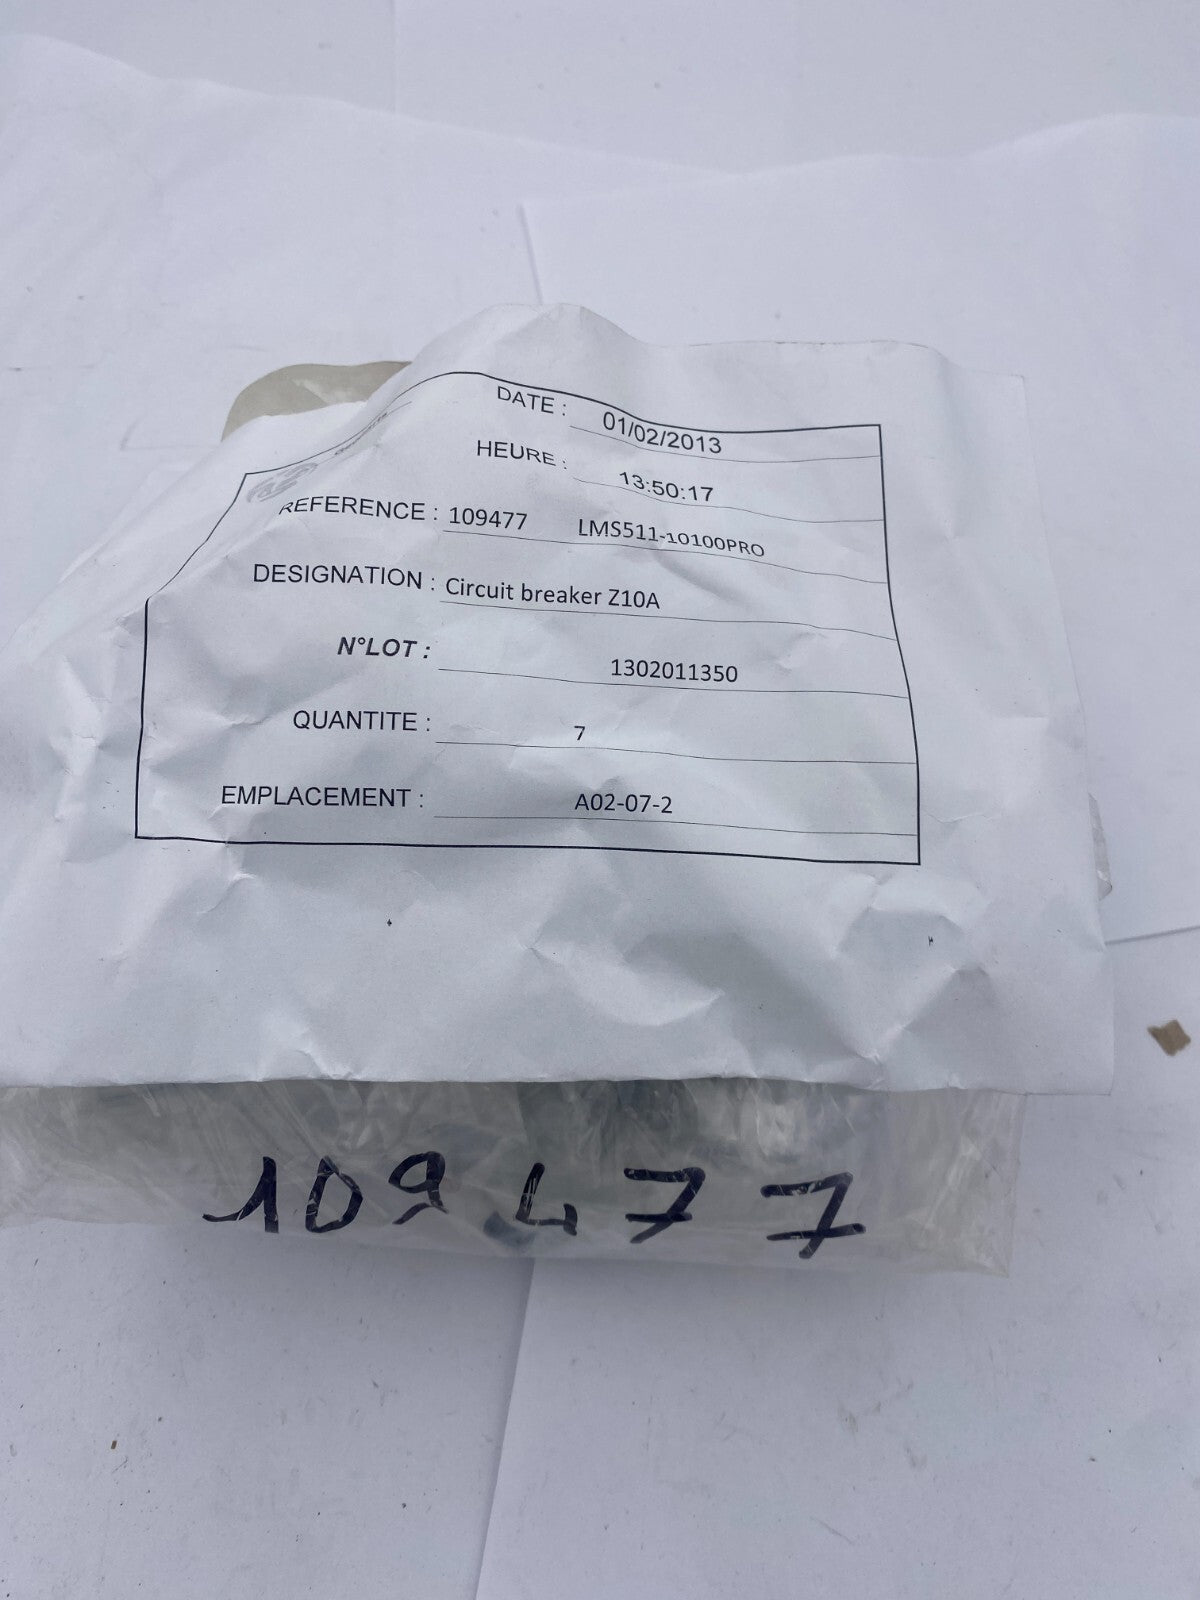 DATE : 01/02/2013
HEURE : 13:50:17
REFERENCE : 109477 LMS511-10100PRO
DESIGNATION : Circuit breaker Z10A
N°LOT : 1302011350
QUANTITE : 7
EMPLACEMENT : A02-07-2
109477